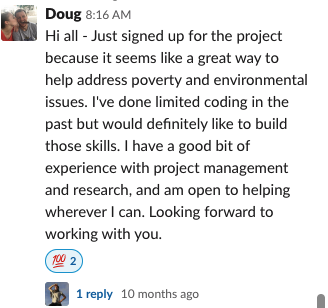 Doug 8:16 AM
Hi all - Just signed up for the project
because it seems like a great way to
help address poverty and environmental
issues. I've done limited coding in the
past but would definitely like to build
those skills. I have a good bit of
experience with project management
and research, and am open to helping
wherever I can. Looking forward to
working with you.
💯 2
1 reply 10 months ago